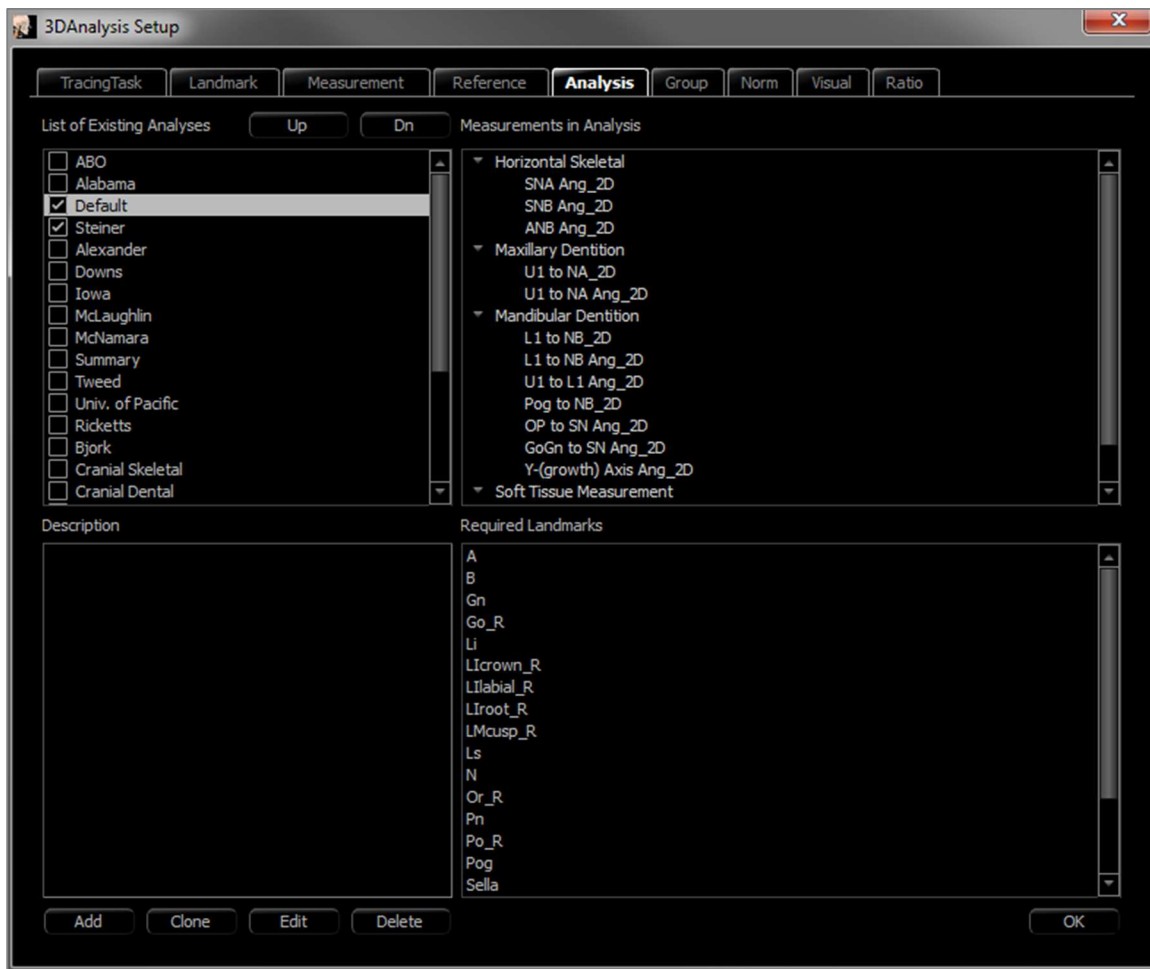 3DAnalysis Setup
TracingTask Landmark Measurement Reference Analysis Group Norm Visual Ratio
List of Existing Analyses Up Dn Measurements in Analysis
ABO
Alabama
Default
Steiner
Alexander
Downs
Iowa
McLaughlin
McNamara
Summary
Tweed
Univ. of Pacific
Ricketts
Bjork
Cranial Skeletal
Cranial Dental
Horizontal Skeletal
SNA Ang_2D
SNB Ang_2D
ANB Ang_2D
Maxillary Dentition
U1 to NA_2D
U1 to NA Ang_2D
Mandibular Dentition
L1 to NB_2D
L1 to NB Ang_2D
U1 to L1 Ang_2D
Pog to NB_2D
OP to SN Ang_2D
GoGn to SN Ang_2D
Y-(growth) Axis Ang_2D
Soft Tissue Measurement
Description
Required Landmarks
A
B
Gn
Go_R
Li
LIcrown_R
LIlabial_R
LIroot_R
LMcusp_R
Ls
N
Or_R
Pn
Po_R
Pog
Sella
Add Clone Edit Delete OK